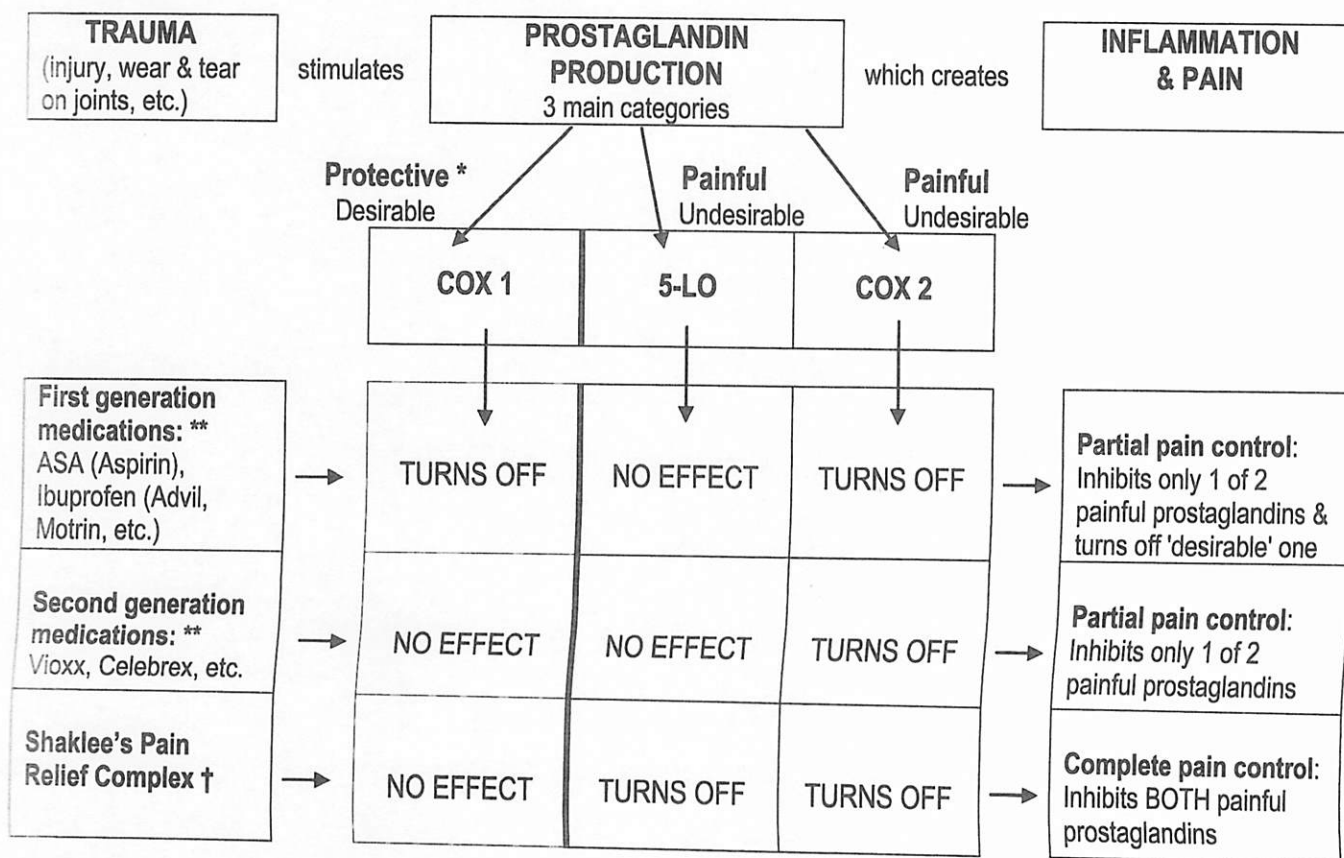 TRAUMA
(injury, wear & tear
on joints, etc.)
stimulates
PROSTAGLANDIN
PRODUCTION
3 main categories
which creates
INFLAMMATION
& PAIN
Protective *
Desirable
Painful
Undesirable
Painful
Undesirable
COX 1
5-LO
COX 2
First generation
medications: **
ASA (Aspirin),
Ibuprofen (Advil,
Motrin, etc.)
TURNS OFF
NO EFFECT
TURNS OFF
Partial pain control:
Inhibits only 1 of 2
painful prostaglandins &
turns off 'desirable' one
Second generation
medications: **
Vioxx, Celebrex, etc.
NO EFFECT
NO EFFECT
TURNS OFF
Partial pain control:
Inhibits only 1 of 2
painful prostaglandins
Shaklee's Pain
Relief Complex †
NO EFFECT
TURNS OFF
TURNS OFF
Complete pain control:
Inhibits BOTH painful
prostaglandins